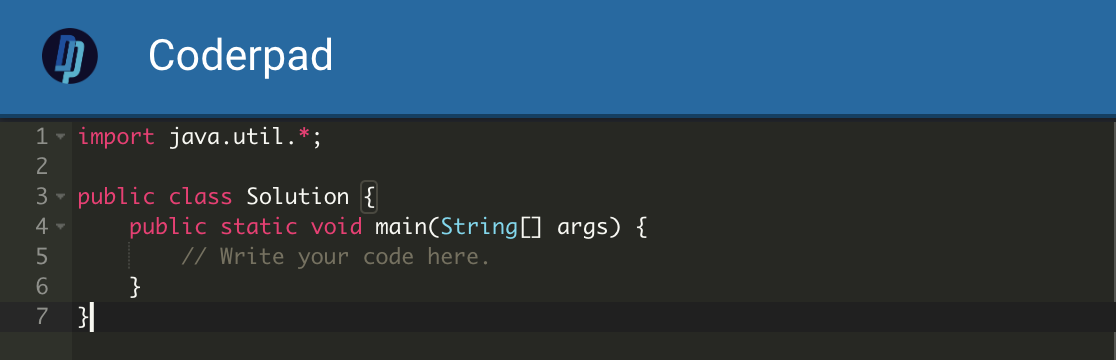 Coderpad
1 import java.util.*;
2
3 public class Solution {
4     public static void main(String[] args) {
5         // Write your code here.
6     }
7 }